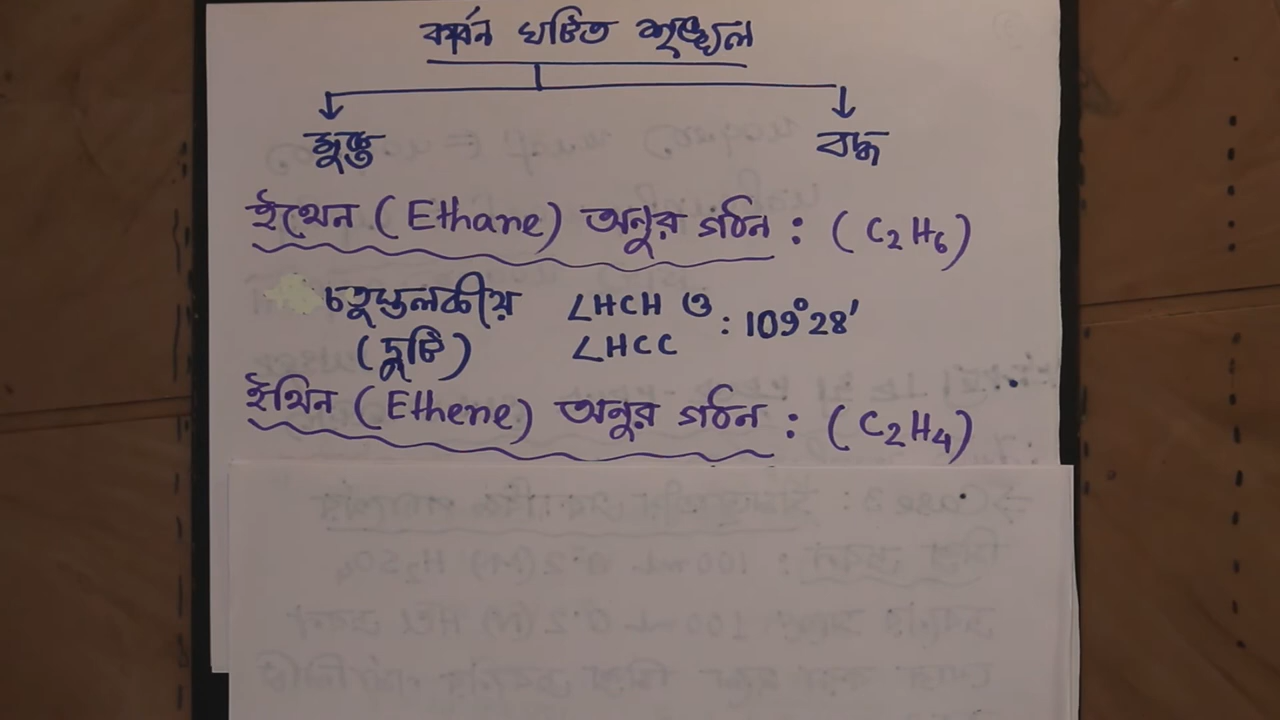 কার্বন ঘটিত শৃঙ্খল
মুক্ত বদ্ধ
ইথেন (Ethane) অনুর গঠন : (C₂H₆)
চতুস্তলকীয় ∠HCH ও : 109°28'
(দুটি) ∠HCC
ইথিন (Ethene) অনুর গঠন : (C₂H₄)